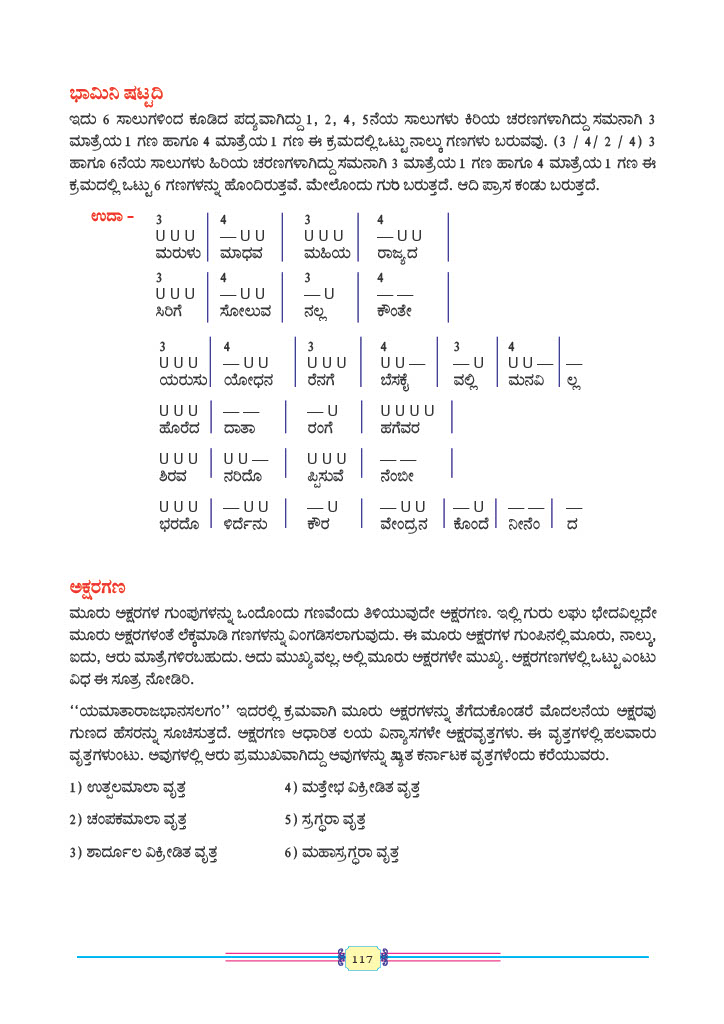 ಭಾಮಿನಿ ಷಟ್ಟದಿ
ಇದು 6 ಸಾಲುಗಳಿಂದ ಕೂಡಿದ ಪದ್ಯವಾಗಿದ್ದು 1, 2, 4, 5ನೆಯ ಸಾಲುಗಳು ಕಿರಿಯ ಚರಣಗಳಾಗಿದ್ದು ಸಮನಾಗಿ 3
ಮಾತ್ರೆಯ 1 ಗಣ ಹಾಗೂ 4 ಮಾತ್ರೆಯ 1 ಗಣ ಈ ಕ್ರಮದಲ್ಲಿ ಒಟ್ಟು ನಾಲ್ಕು ಗಣಗಳು ಬರುವವು. (3 / 4/ 2 / 4) 3
ಹಾಗೂ 6ನೆಯ ಸಾಲುಗಳು ಹಿರಿಯ ಚರಣಗಳಾಗಿದ್ದು ಸಮನಾಗಿ 3 ಮಾತ್ರೆಯ 1 ಗಣ ಹಾಗೂ 4 ಮಾತ್ರೆಯ 1 ಗಣ ಈ
ಕ್ರಮದಲ್ಲಿ ಒಟ್ಟು 6 ಗಣಗಳನ್ನು ಹೊಂದಿರುತ್ತವೆ. ಮೇಲೊಂದು ಗುರು ಬರುತ್ತದೆ. ಆದಿ ಪ್ರಾಸ ಕಂಡು ಬರುತ್ತದೆ.
ಉದಾ – 3 4 3 4
U U U | — U U | U U U | — U U |
ಮರುಳು | ಮಾಧವ | ಮಹಿಯ | ರಾಜ್ಯದ |
3 4 3 4
U U U | — U U | — U | — — |
ಸಿರಿಗೆ | ಸೋಲುವ | ನಲ್ಲ | ಕೌಂತೇ |
3 4 3 4 3 4
U U U | — U U | U U U | U U — | — U | U U — | —
ಯರುಸು | ಯೋಧನ | ರೆನಗೆ | ಬೆಸಕೈ | ವಲ್ಲಿ | ಮನವಿ | ಲ್ಲ
U U U | — — | — U | U U U U |
ಹೊರೆದ | ದಾತಾ | ರಂಗೆ | ಹಗೆವರ |
U U U | U U — | U U U | — — |
ಶಿರವ | ನರಿದೊ | ಪ್ಪಿಸುವೆ | ನೆಂಬೀ |
U U U | — U U | — U | — U U | — U | — — | —
ಭರದೊ | ಳಿರ್ದೆನು | ಕೌರ | ವೇಂದ್ರನ | ಕೊಂದೆ | ನೀನೆಂ | ದ
ಅಕ್ಷರಗಣ
ಮೂರು ಅಕ್ಷರಗಳ ಗುಂಪುಗಳನ್ನು ಒಂದೊಂದು ಗಣವೆಂದು ತಿಳಿಯುವುದೇ ಅಕ್ಷರಗಣ. ಇಲ್ಲಿ ಗುರು ಲಘು ಭೇದವಿಲ್ಲದೇ
ಮೂರು ಅಕ್ಷರಗಳಂತೆ ಲೆಕ್ಕಮಾಡಿ ಗಣಗಳನ್ನು ವಿಂಗಡಿಸಲಾಗುವುದು. ಈ ಮೂರು ಅಕ್ಷರಗಳ ಗುಂಪಿನಲ್ಲಿ ಮೂರು, ನಾಲ್ಕು,
ಐದು, ಆರು ಮಾತ್ರೆಗಳಿರಬಹುದು. ಅದು ಮುಖ್ಯವಲ್ಲ. ಅಲ್ಲಿ ಮೂರು ಅಕ್ಷರಗಳೇ ಮುಖ್ಯ. ಅಕ್ಷರಗಣಗಳಲ್ಲಿ ಒಟ್ಟು ಎಂಟು
ವಿಧ ಈ ಸೂತ್ರ ನೋಡಿರಿ.
‘‘ಯಮಾತಾರಾಜಭಾನಸಲಗಂ’’ ಇದರಲ್ಲಿ ಕ್ರಮವಾಗಿ ಮೂರು ಅಕ್ಷರಗಳನ್ನು ತೆಗೆದುಕೊಂಡರೆ ಮೊದಲನೆಯ ಅಕ್ಷರವು
ಗುಣದ ಹೆಸರನ್ನು ಸೂಚಿಸುತ್ತದೆ. ಅಕ್ಷರಗಣ ಆಧಾರಿತ ಲಯ ವಿನ್ಯಾಸಗಳೇ ಅಕ್ಷರವೃತ್ತಗಳು. ಈ ವೃತ್ತಗಳಲ್ಲಿ ಹಲವಾರು
ವೃತ್ತಗಳುಂಟು. ಅವುಗಳಲ್ಲಿ ಆರು ಪ್ರಮುಖವಾಗಿದ್ದು ಅವುಗಳನ್ನು ಖ್ಯಾತ ಕರ್ನಾಟಕ ವೃತ್ತಗಳೆಂದು ಕರೆಯುವರು.
1) ಉತ್ಪಲಮಾಲಾ ವೃತ್ತ 4) ಮತ್ತೇಭ ವಿಕ್ರೀಡಿತ ವೃತ್ತ
2) ಚಂಪಕಮಾಲಾ ವೃತ್ತ 5) ಸ್ರಗ್ಧರಾ ವೃತ್ತ
3) ಶಾರ್ದೂಲ ವಿಕ್ರೀಡಿತ ವೃತ್ತ 6) ಮಹಾಸ್ರಗ್ಧರಾ ವೃತ್ತ
117